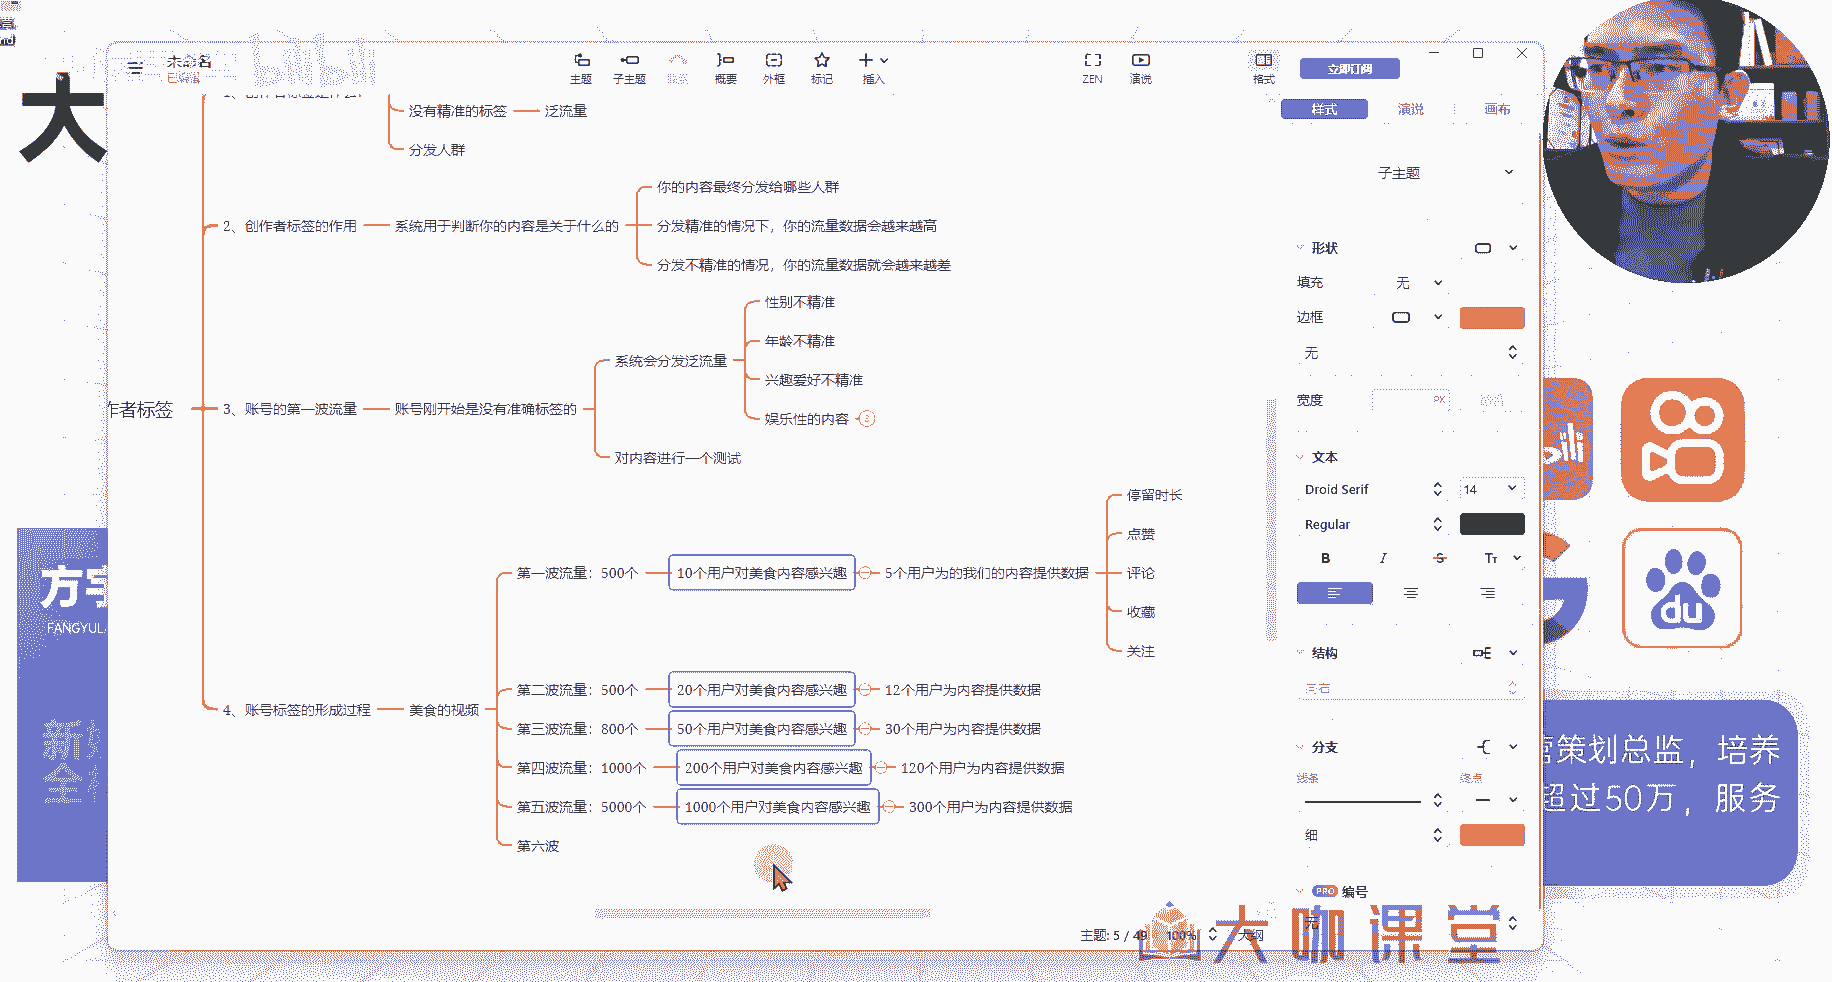 大
未命名
主题
子主题
概要
外框
标记
插入
ZEN
演说
格式
立即订阅
样式
演说
画布
没有精准的标签
泛流量
分发人群
子主题
你的内容最终分发给哪些人群
2、创作者标签的作用
系统用于判断你的内容是关于什么的
分发精准的情况下，你的流量数据会越来越高
分发不精准的情况，你的流量数据就会越来越差
形状
填充
无
边框
无
宽度
PX
性别不精准
年龄不精准
系统会分发泛流量
兴趣爱好不精准
娱乐性的内容
作者标签
3、账号的第一波流量
账号刚开始是没有准确标签的
对内容进行一个测试
文本
Droid Serif
14
Regular
B
I
S
TT
停留时长
点赞
第一波流量：500个
10个用户对美食内容感兴趣
5个用户为的我们的内容提供数据
评论
收藏
关注
结构
向右
第二波流量：500个
20个用户对美食内容感兴趣
12个用户为内容提供数据
4、账号标签的形成过程
美食的视频
第三波流量：800个
50个用户对美食内容感兴趣
30个用户为内容提供数据
第四波流量：1000个
200个用户对美食内容感兴趣
120个用户为内容提供数据
第五波流量：5000个
1000个用户对美食内容感兴趣
300个用户为内容提供数据
第六波
分支
线条
终点
细
PRO
编号
无
主题: 5 / 49
100%
大纲
大咖课堂
方宇
FANGYUL
新
全
du
营策划总监，培养
超过50万，服务